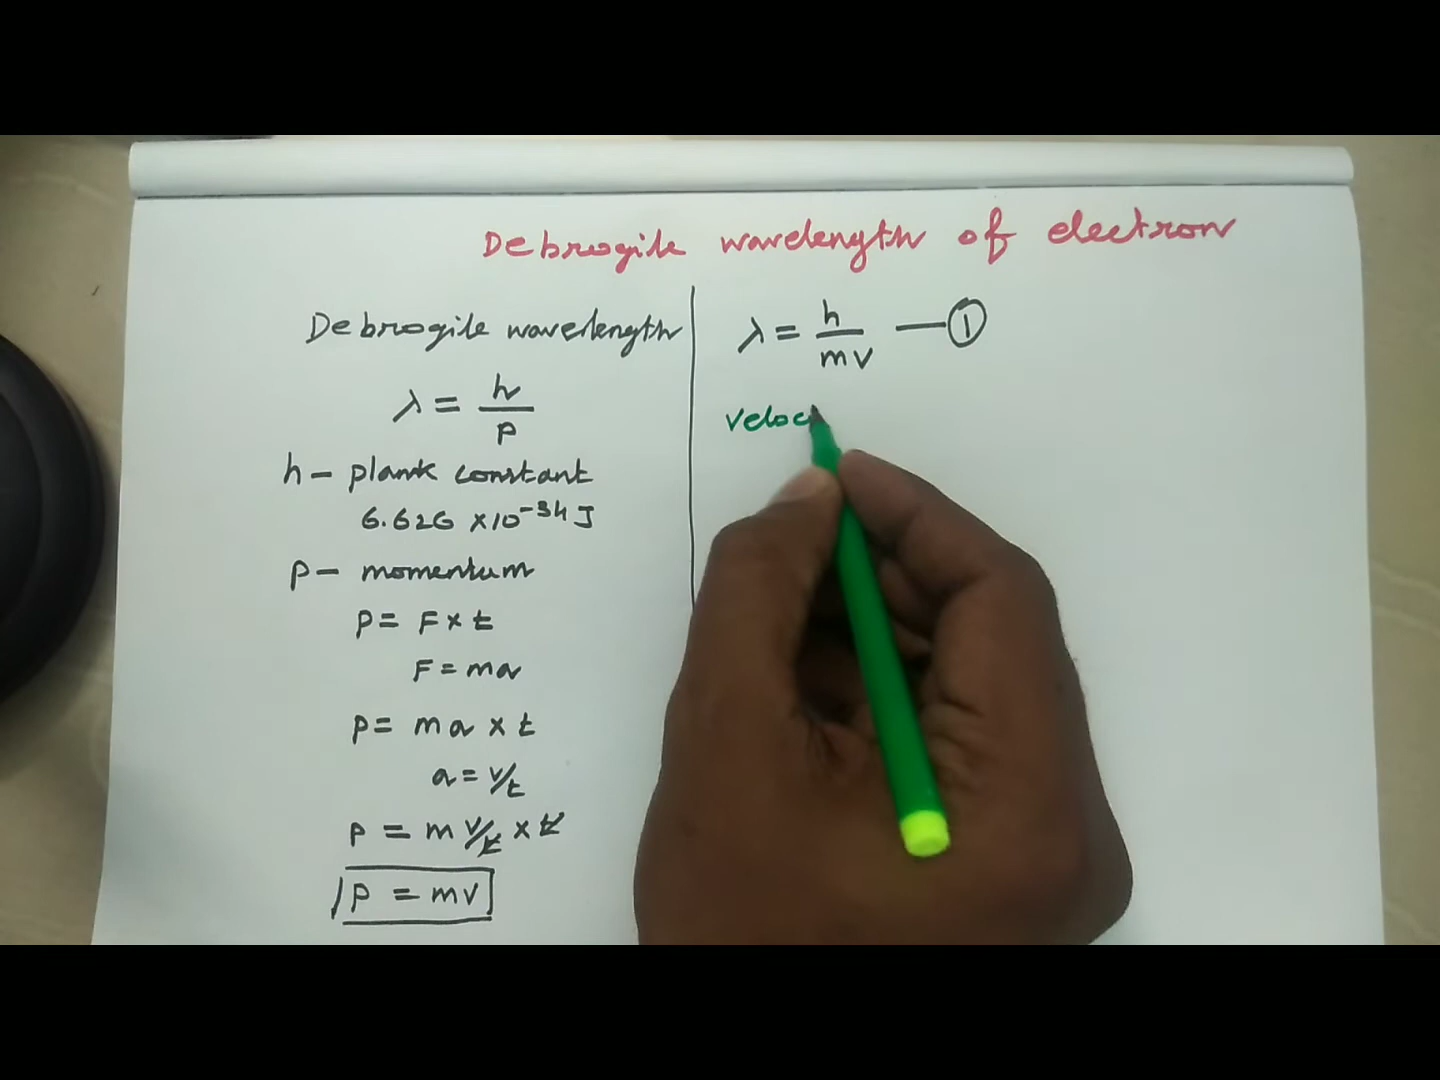 Debrogile wavelength of electron
Debrogile wavelength
λ = h/p
h - plank constant
6.626 × 10⁻³⁴ J
p - momentum
P = F × t
F = ma
P = ma × t
a = v/t
P = m v/t × t
P = mv
λ = h/mv — ①
veloc